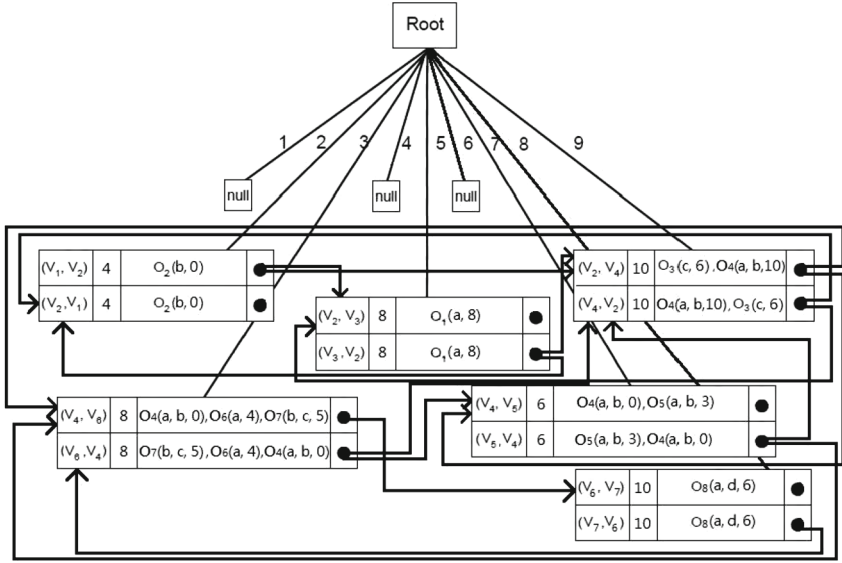 Root
1 2 3 4 5 6 7 8 9
null null null
(V₁, V₂) 4 O₂(b, 0)
(V₂,V₁) 4 O₂(b, 0)
(V₂, V₄) 10 O₃(c, 6) ,O₄(a, b,10)
(V₄, V₂) 10 O₄(a, b,10), O₃(c, 6)
(V₂, V₃) 8 O₁(a, 8)
(V₃, V₂) 8 O₁(a, 8)
(V₄, V₆) 8 O₄(a, b, 0),O₆(a, 4),O₇(b, c, 5)
(V₆ ,V₄) 8 O₇(b, c, 5), O₆(a, 4),O₄(a, b, 0)
(V₄, V₅) 6 O₄(a, b, 0),O₅(a, b, 3)
(V₅,V₄) 6 O₅(a, b, 3),O₄(a, b, 0)
(V₆, V₇) 10 O₈(a, d, 6)
(V₇,V₆) 10 O₈(a, d, 6)